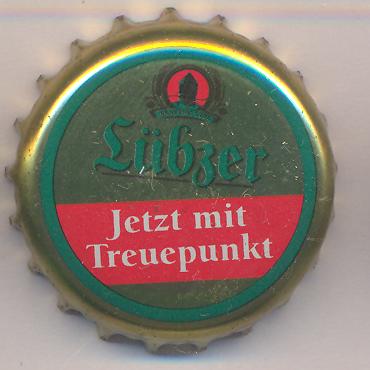 Lübzer
Jetzt mit
Treuepunkt